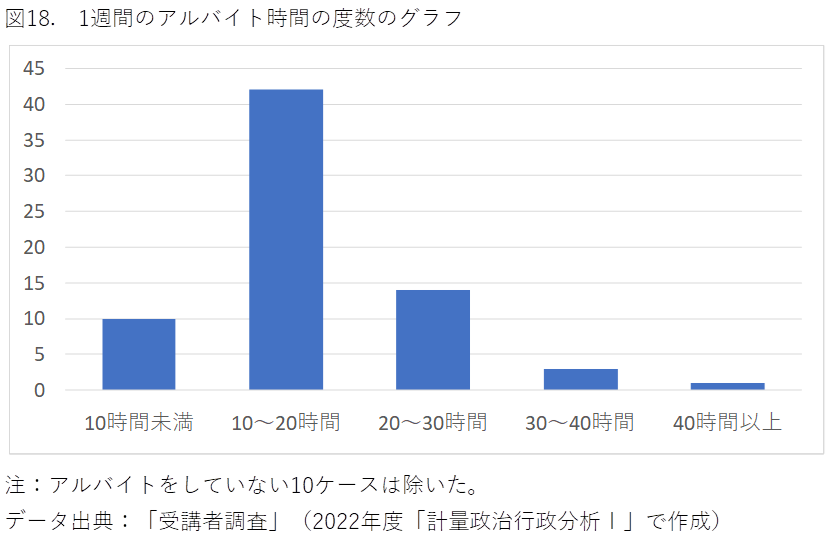 図18.　1週間のアルバイト時間の度数のグラフ
45
40
35
30
25
20
15
10
5
0
10時間未満　10～20時間　20～30時間　30～40時間　40時間以上
注：アルバイトをしていない10ケースは除いた。
データ出典：「受講者調査」（2022年度「計量政治行政分析Ⅰ」で作成）